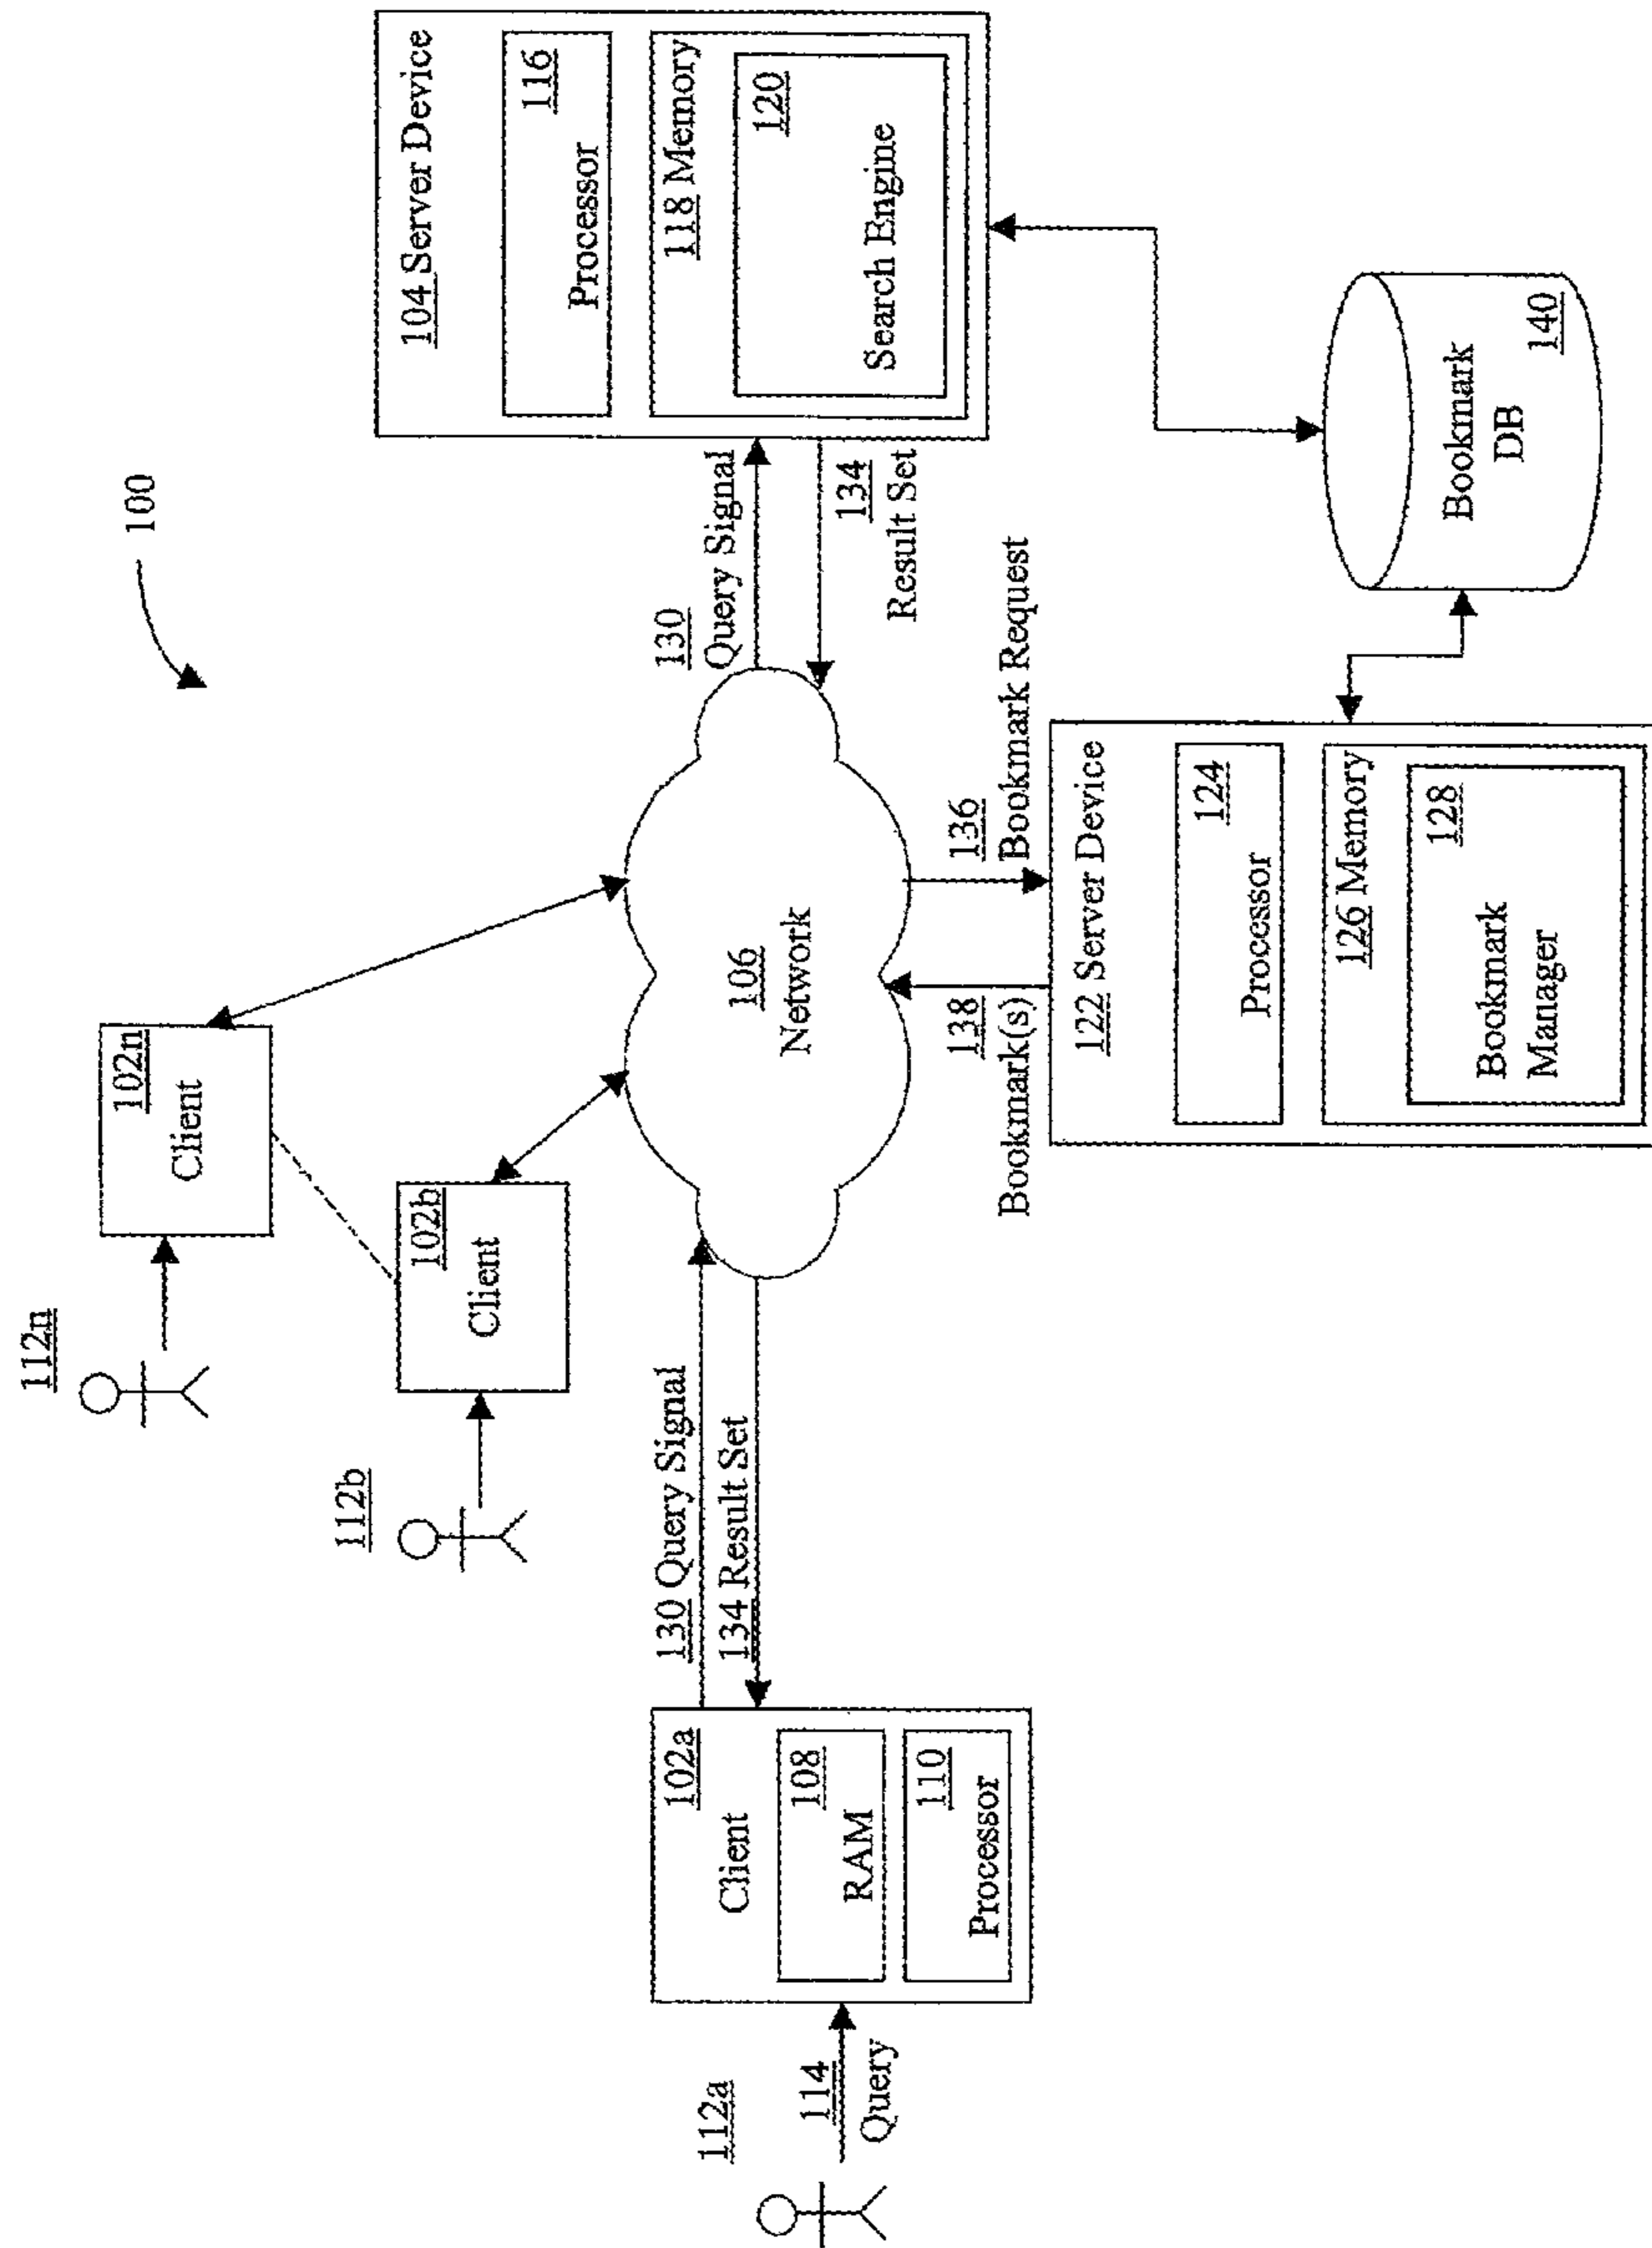 100
112n
102n
Client
112b
102b
Client
112a
114
Query
102a
Client
108
RAM
110
Processor
130 Query Signal
134 Result Set
106
Network
130
Query Signal
134
Result Set
104 Server Device
116
Processor
118 Memory
120
Search Engine
136
Bookmark Request
138
Bookmark(s)
122 Server Device
124
Processor
126 Memory
128
Bookmark
Manager
Bookmark
DB
140